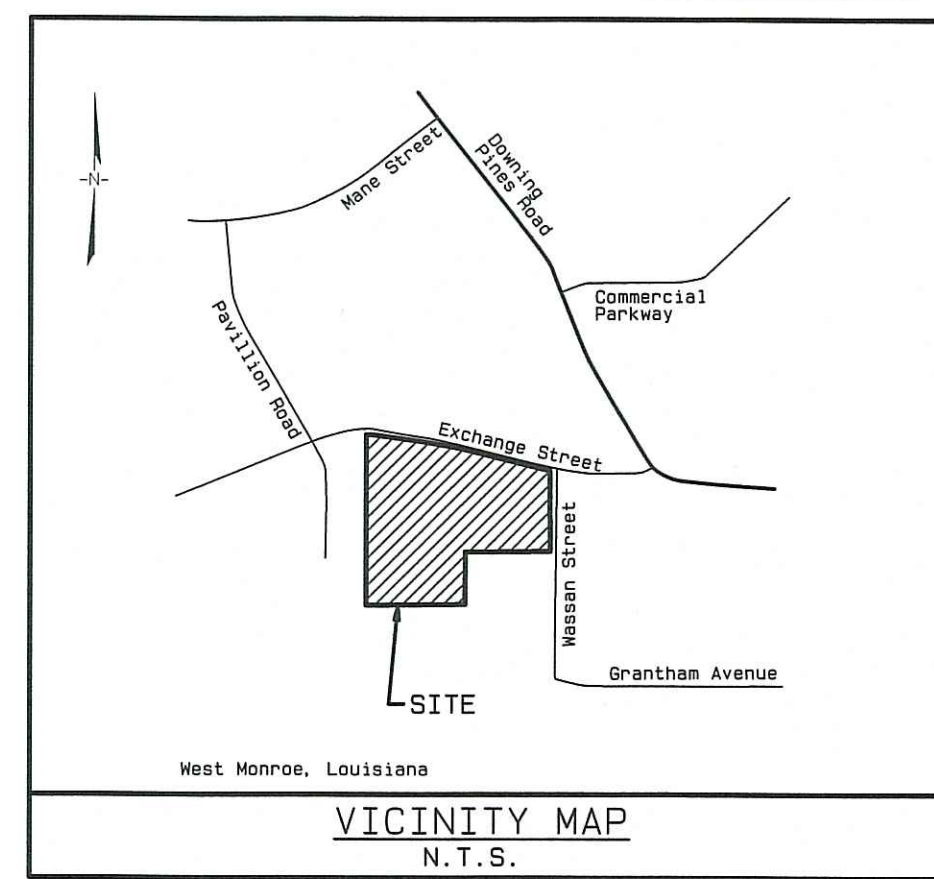 -N-
Mane Street
Downing
Pines Road
Commercial
Parkway
Pavillion Road
Exchange Street
Wassan Street
Grantham Avenue
SITE
West Monroe, Louisiana
VICINITY MAP
N.T.S.